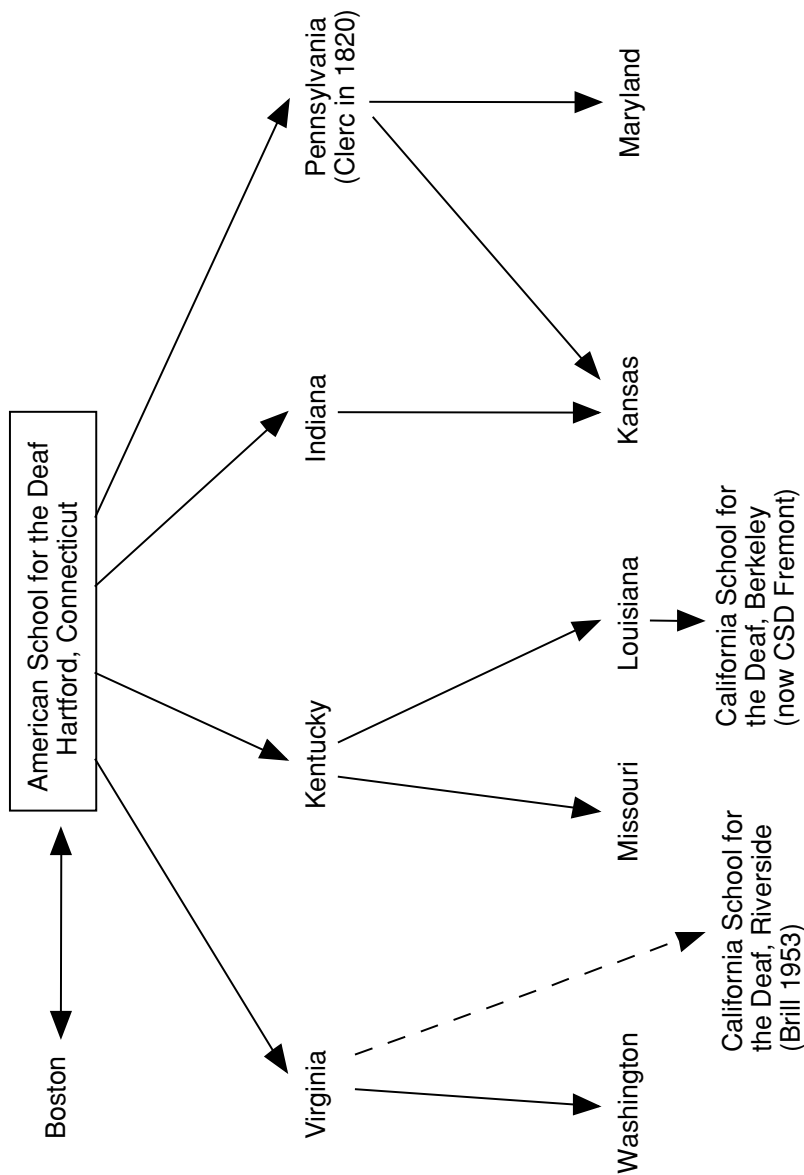 Boston
American School for the Deaf
Hartford, Connecticut
Virginia
Kentucky
Indiana
Pennsylvania
(Clerc in 1820)
Washington
Missouri
Louisiana
Kansas
Maryland
California School for
the Deaf, Riverside
(Brill 1953)
California School for
the Deaf, Berkeley
(now CSD Fremont)